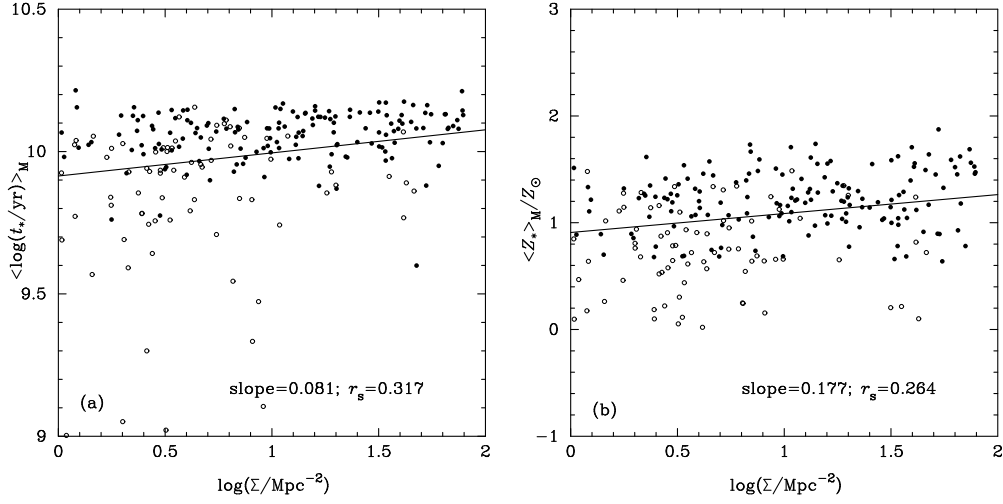 10.5
10
9.5
9
<log(t*/yr)>M
slope=0.081; rs=0.317
(a)
0 0.5 1 1.5 2
log(Σ/Mpc⁻²)
3
2
1
0
−1
<Z*>M/Z⊙
slope=0.177; rs=0.264
(b)
0 0.5 1 1.5 2
log(Σ/Mpc⁻²)